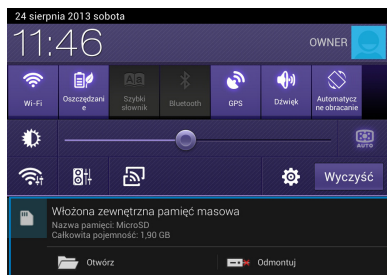 24 sierpnia 2013 sobota
11:46
OWNER
Wi-Fi
Oszczędzani
e
Aa
Szybki
słownik
Bluetooth
GPS
Dźwięk
Automatycz
ne obracanie
AUTO
Wyczyść
Włożona zewnętrzna pamięć masowa
Nazwa pamięci: MicroSD
Całkowita pojemność: 1,90 GB
Otwórz
Odmontuj